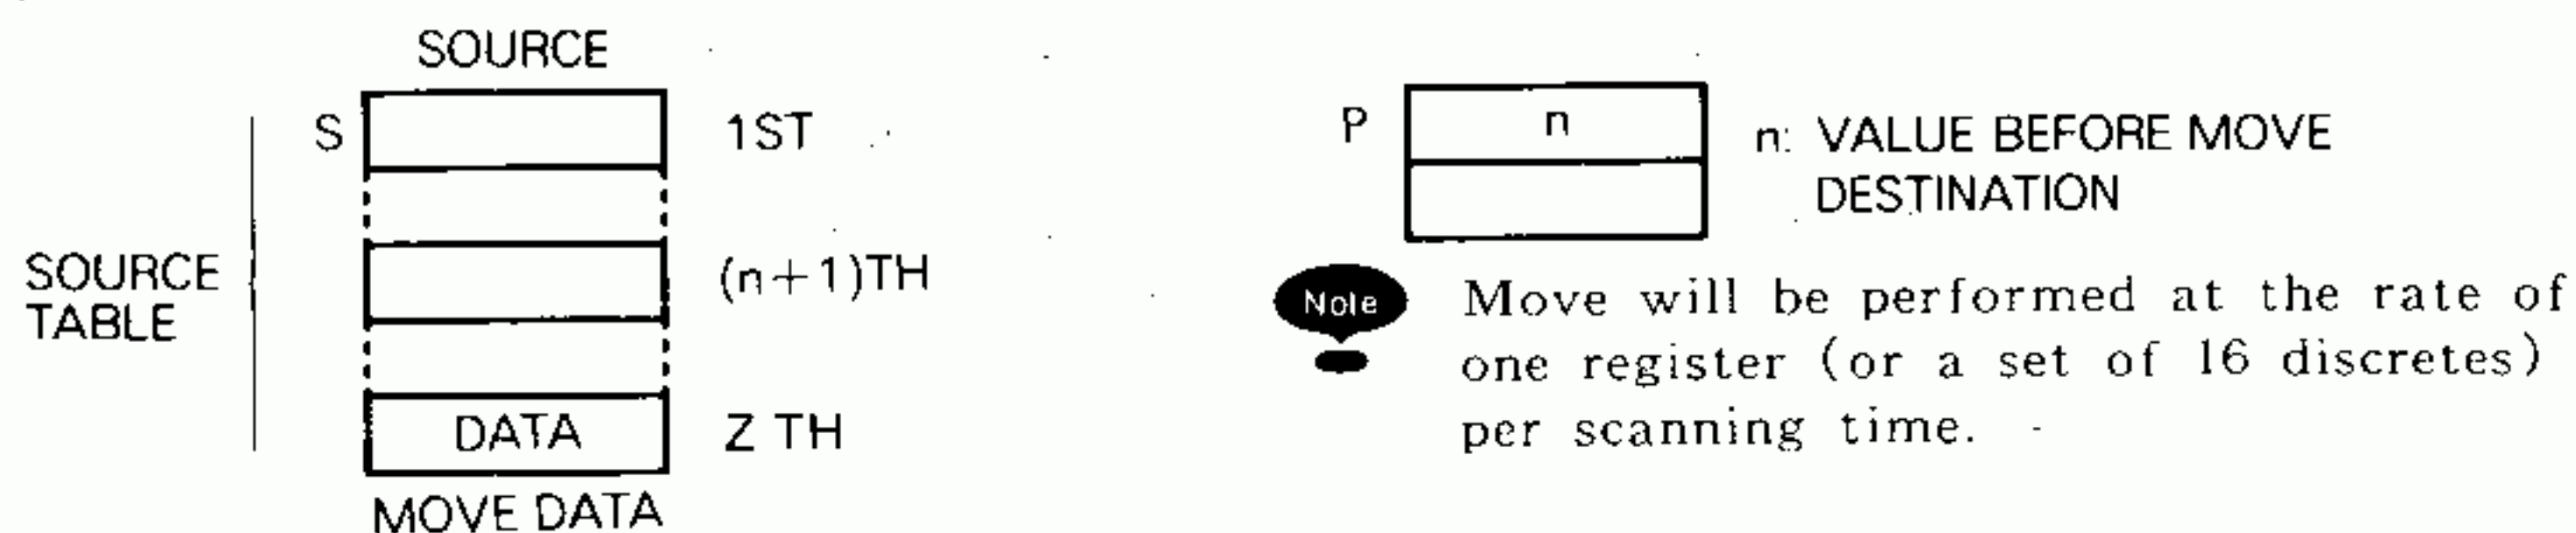 SOURCE
S
1ST
SOURCE
TABLE
(n+1)TH
DATA
Z TH
MOVE DATA
P
n
n: VALUE BEFORE MOVE
DESTINATION
Note
Move will be performed at the rate of
one register (or a set of 16 discretes)
per scanning time.